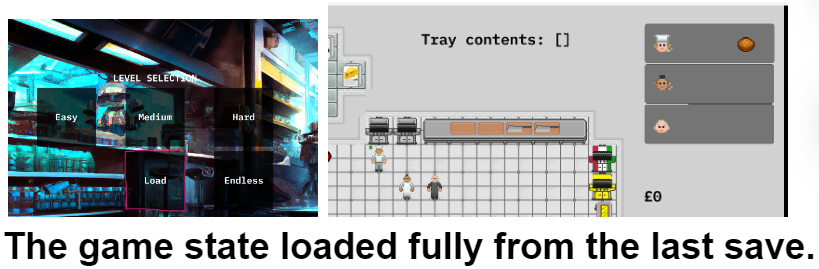 LEVEL SELECTION
Easy
Medium
Hard
Load
Endless
Tray contents: []
£0
The game state loaded fully from the last save.